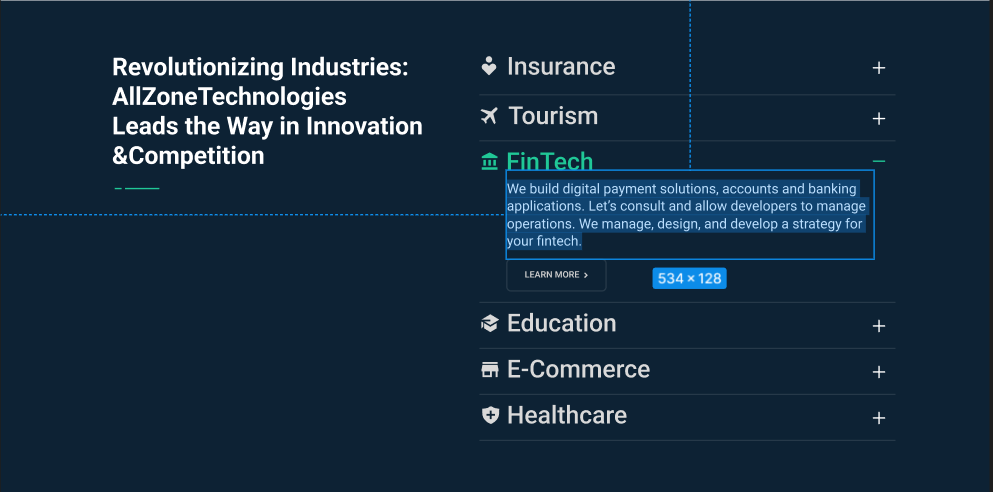 Revolutionizing Industries:
AllZoneTechnologies
Leads the Way in Innovation
&Competition
Insurance
Tourism
FinTech
We build digital payment solutions, accounts and banking
applications. Let's consult and allow developers to manage
operations. We manage, design, and develop a strategy for
your fintech.
LEARN MORE >
534 × 128
Education
E-Commerce
Healthcare